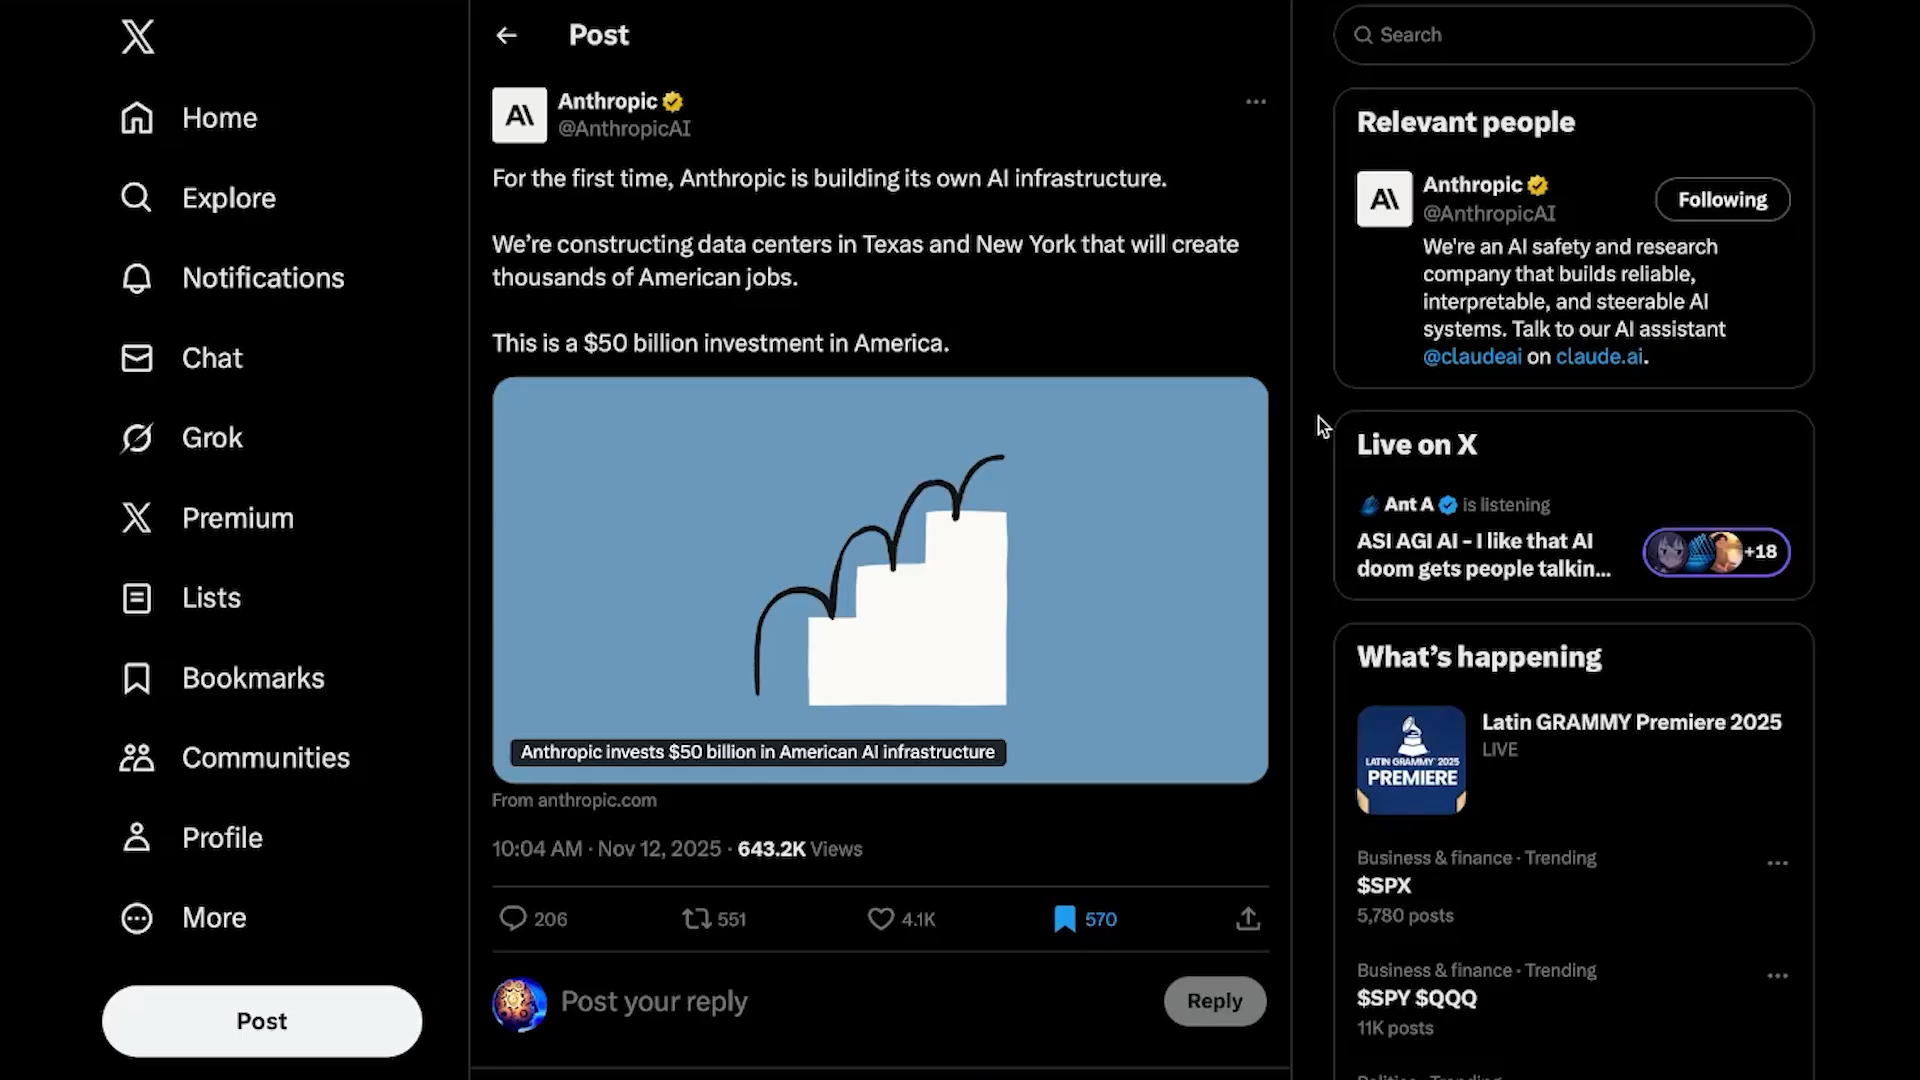 Home
Explore
Notifications
Chat
Grok
Premium
Lists
Bookmarks
Communities
Profile
More
Post
Post
Anthropic
@AnthropicAI
For the first time, Anthropic is building its own AI infrastructure.
We’re constructing data centers in Texas and New York that will create
thousands of American jobs.
This is a $50 billion investment in America.
Anthropic invests $50 billion in American AI infrastructure
From anthropic.com
10:04 AM · Nov 12, 2025 · 643.2K Views
206
551
4.1K
570
Post your reply
Reply
Search
Relevant people
Anthropic
@AnthropicAI
Following
We're an AI safety and research
company that builds reliable,
interpretable, and steerable AI
systems. Talk to our AI assistant
@claudeai on claude.ai.
Live on X
Ant A is listening
ASI AGI AI - I like that AI
doom gets people talkin...
+18
What’s happening
LATIN GRAMMY 2025
PREMIERE
Latin GRAMMY Premiere 2025
LIVE
Business & finance · Trending
$SPX
5,780 posts
Business & finance · Trending
$SPY $QQQ
11K posts